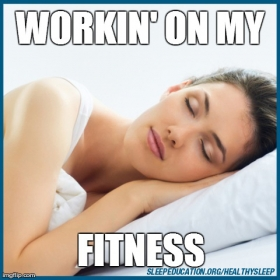 WORKIN' ON MY
FITNESS
SLEEPEDUCATION.ORG/HEALTHYSLEEP
imgflip.com